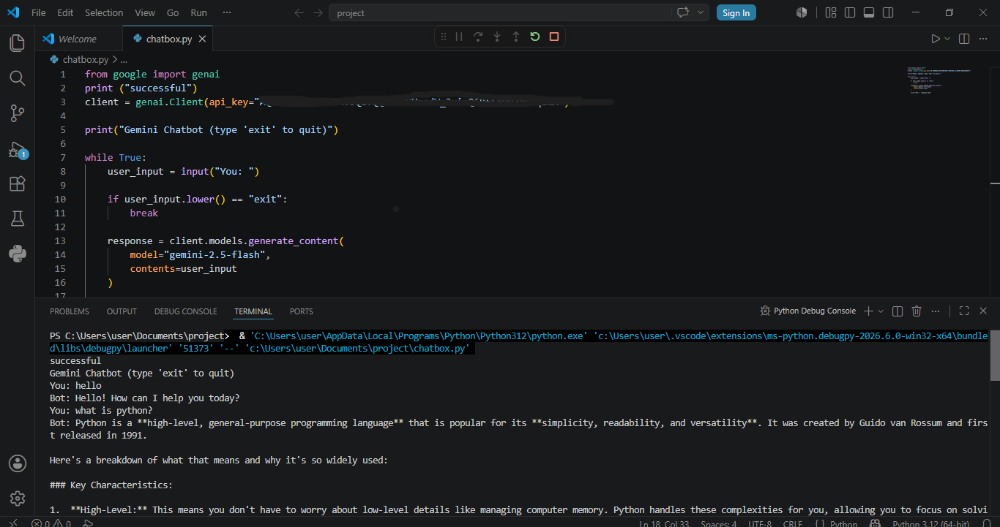 File Edit Selection View Go Run ··· project Sign In
Welcome chatbox.py
chatbox.py > ...
1 from google import genai
2 print ("successful")
3 client = genai.Client(api_key="
4
5 print("Gemini Chatbot (type 'exit' to quit)")
6
7 while True:
8 user_input = input("You: ")
9
10 if user_input.lower() == "exit":
11 break
12
13 response = client.models.generate_content(
14 model="gemini-2.5-flash",
15 contents=user_input
16 )
17
PROBLEMS OUTPUT DEBUG CONSOLE TERMINAL PORTS Python Debug Console
PS C:\Users\user\Documents\project> & 'C:\Users\user\AppData\Local\Programs\Python\Python312\python.exe' 'c:\Users\user\.vscode\extensions\ms-python.debugpy-2026.6.0-win32-x64\bundle
d\libs\debugpy\launcher' '51373' '--' 'c:\Users\user\Documents\project\chatbox.py'
successful
Gemini Chatbot (type 'exit' to quit)
You: hello
Bot: Hello! How can I help you today?
You: what is python?
Bot: Python is a **high-level, general-purpose programming language** that is popular for its **simplicity, readability, and versatility**. It was created by Guido van Rossum and firs
t released in 1991.
Here's a breakdown of what that means and why it's so widely used:
### Key Characteristics:
1. **High-Level:** This means you don't have to worry about low-level details like managing computer memory. Python handles these complexities for you, allowing you to focus on solvi
0 0 Ln 18, Col 33 Spaces: 4 UTF-8 CRLF { } Python Python 3.12 (64-bit)